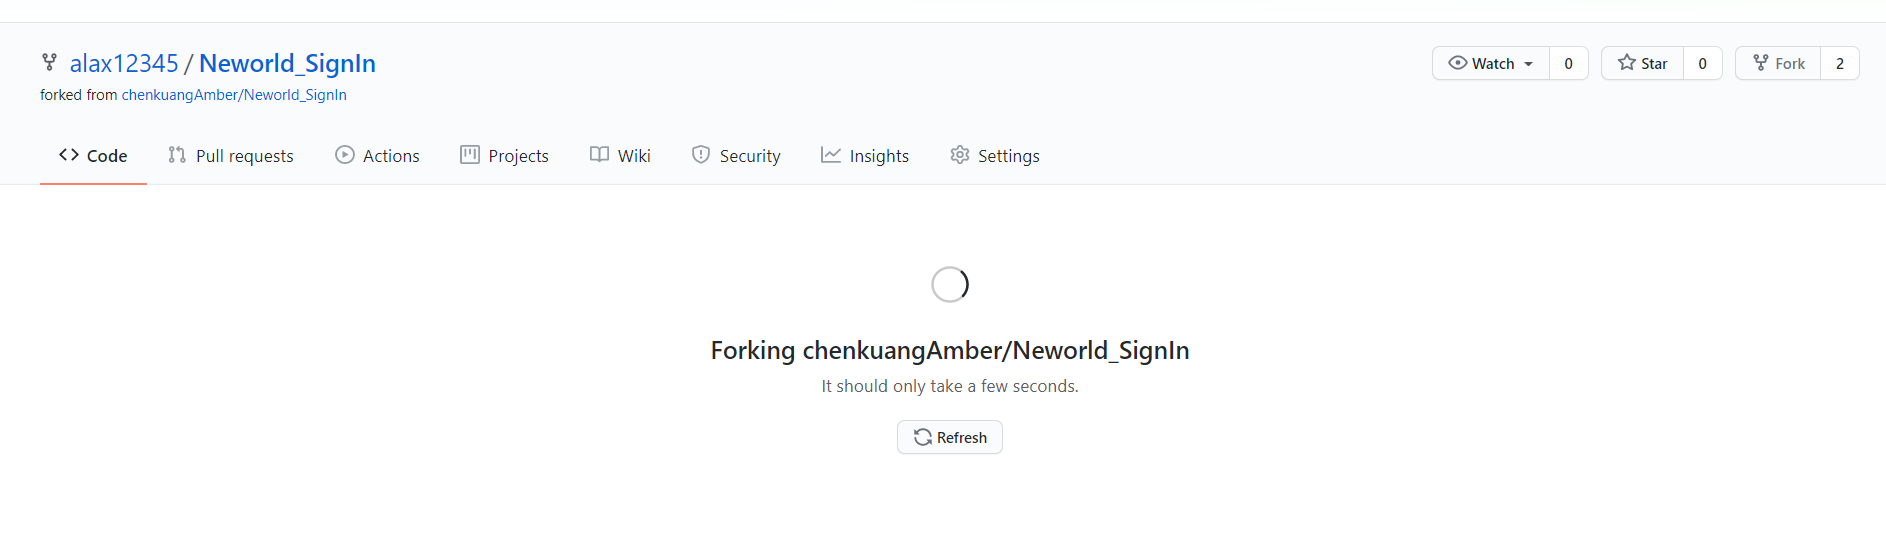 alax12345 / Neworld_SignIn
Watch 0 Star 0 Fork 2
forked from chenkuangAmber/Neworld_SignIn
Code Pull requests Actions Projects Wiki Security Insights Settings
Forking chenkuangAmber/Neworld_SignIn
It should only take a few seconds.
Refresh